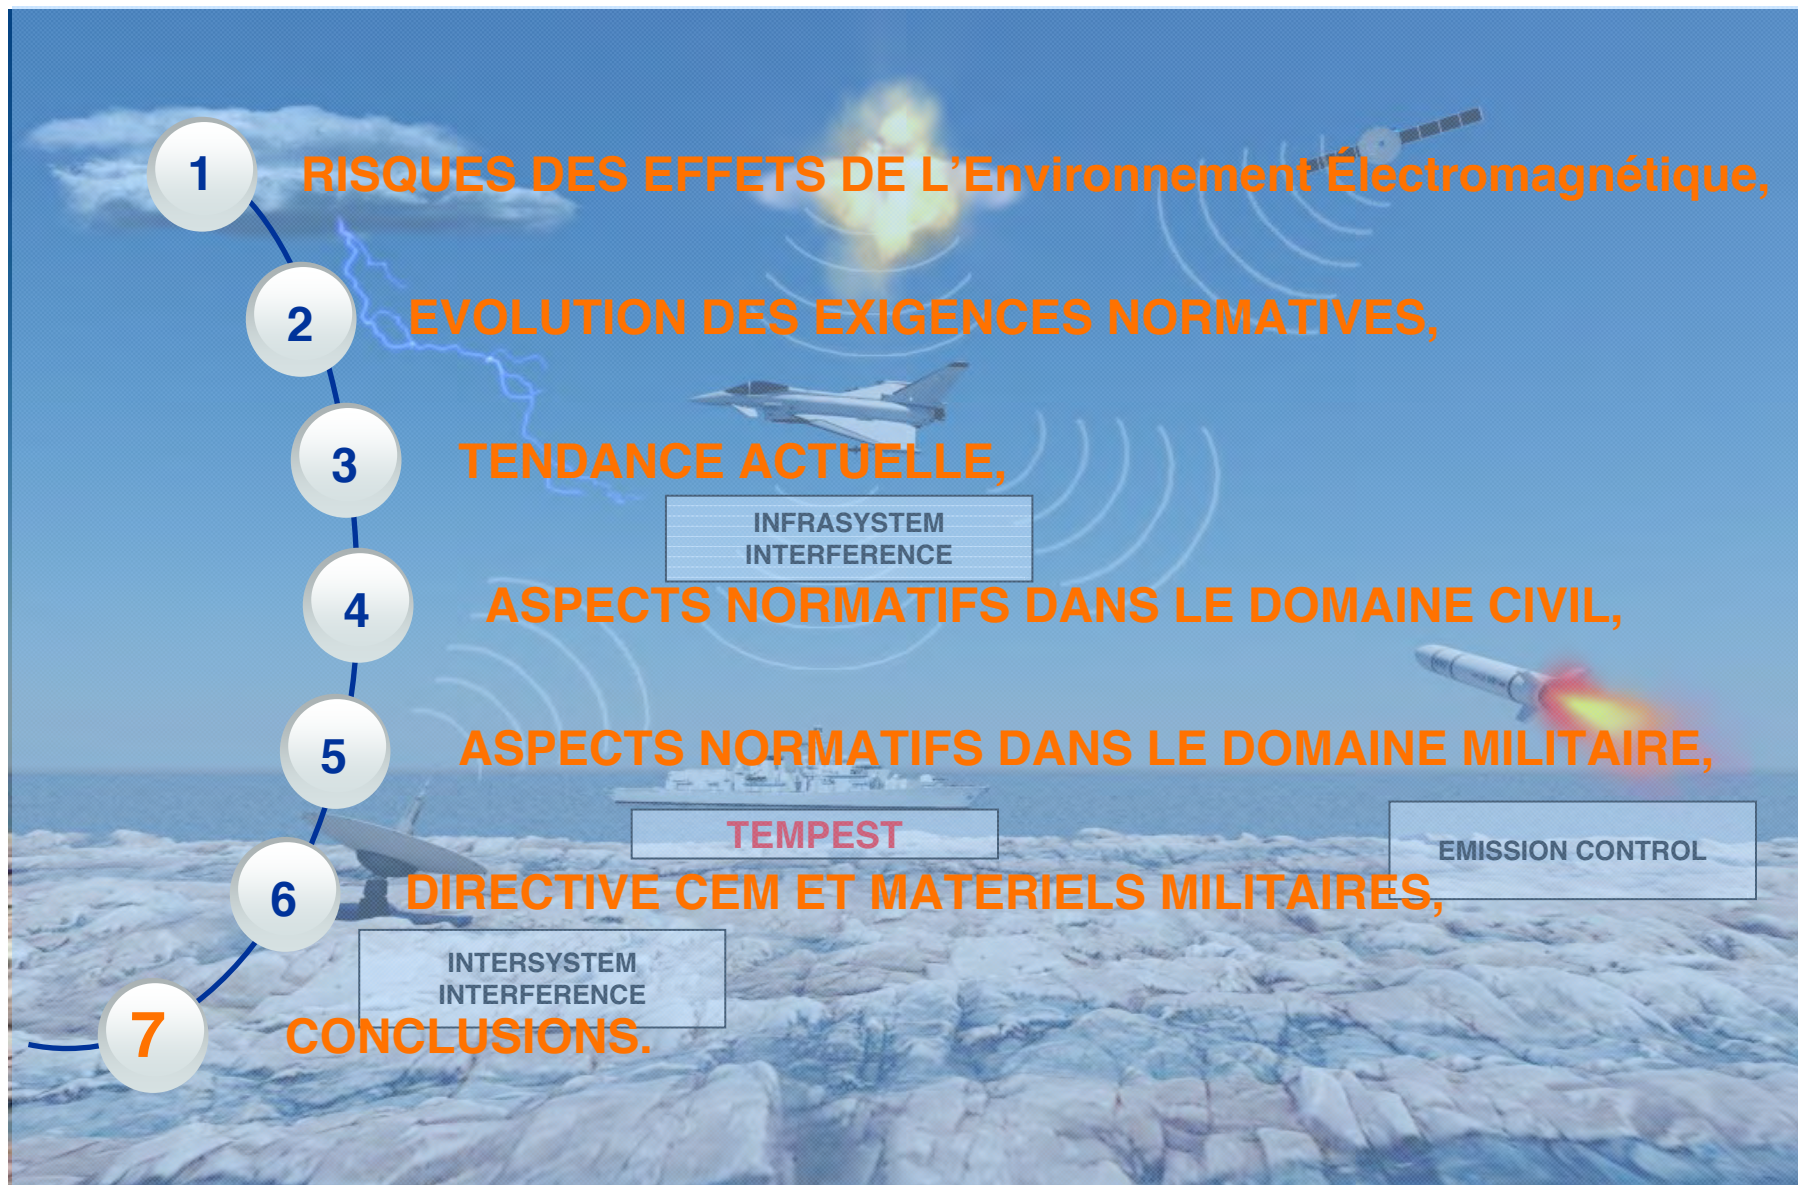 1 RISQUES DES EFFETS DE L’Environnement Électromagnétique,
2 EVOLUTION DES EXIGENCES NORMATIVES,
3 TENDANCE ACTUELLE,
INFRASYSTEM
INTERFERENCE
4 ASPECTS NORMATIFS DANS LE DOMAINE CIVIL,
5 ASPECTS NORMATIFS DANS LE DOMAINE MILITAIRE,
TEMPEST
EMISSION CONTROL
6 DIRECTIVE CEM ET MATERIELS MILITAIRES,
INTERSYSTEM
INTERFERENCE
7 CONCLUSIONS.